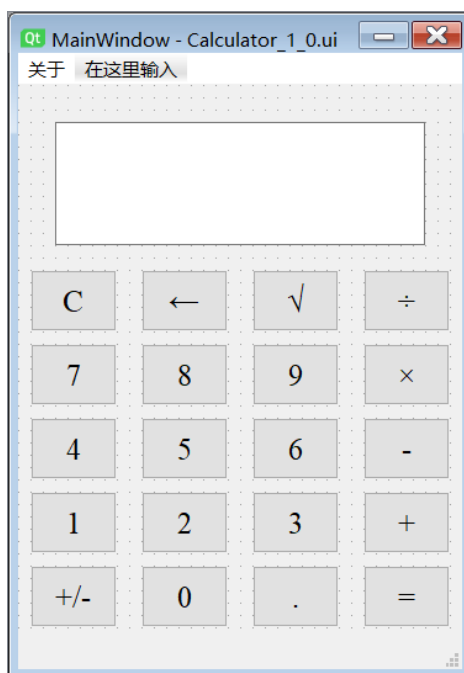 Qt MainWindow - Calculator_1_0.ui
关于 在这里输入
C ← √ ÷
7 8 9 ×
4 5 6 -
1 2 3 +
+/- 0 . =